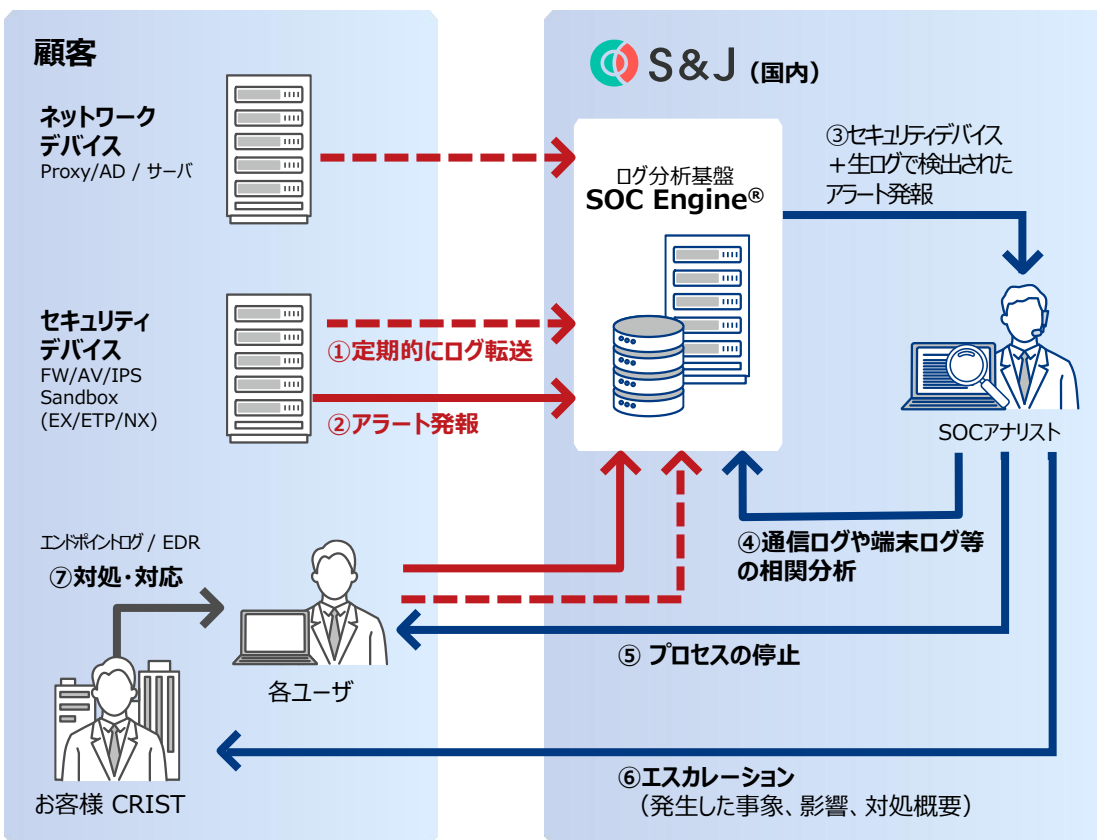 顧客
ネットワーク
デバイス
Proxy/AD / サーバ
セキュリティ
デバイス
FW/AV/IPS
Sandbox
(EX/ETP/NX)
①定期的にログ転送
②アラート発報
エンドポイントログ / EDR
⑦対処・対応
各ユーザ
お客様 CRIST
S&J（国内）
ログ分析基盤
SOC Engine®
③セキュリティデバイス
＋生ログで検出された
アラート発報
SOCアナリスト
④通信ログや端末ログ等
の相関分析
⑤ プロセスの停止
⑥エスカレーション
（発生した事象、影響、対処概要）